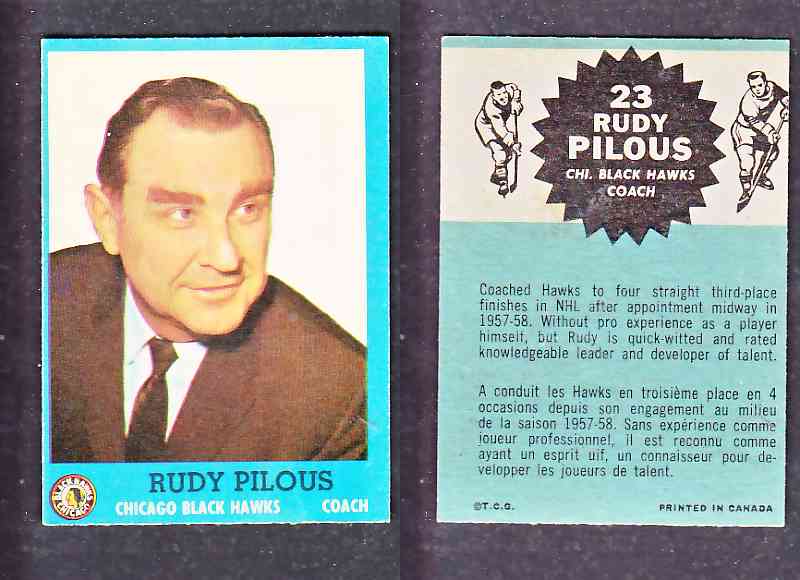 BLACK HAWKS
CHICAGO
RUDY PILOUS
CHICAGO BLACK HAWKS COACH
23
RUDY
PILOUS
CHI. BLACK HAWKS
COACH
Coached Hawks to four straight third-place
finishes in NHL after appointment midway in
1957-58. Without pro experience as a player
himself, but Rudy is quick-witted and rated
knowledgeable leader and developer of talent.
A conduit les Hawks en troisième place en 4
occasions depuis son engagement au milieu
de la saison 1957-58. Sans expérience comme
joueur professionnel, il est reconnu comme
ayant un esprit uif, un connaisseur pour de-
velopper les joueurs de talent.
©T.C.G. PRINTED IN CANADA